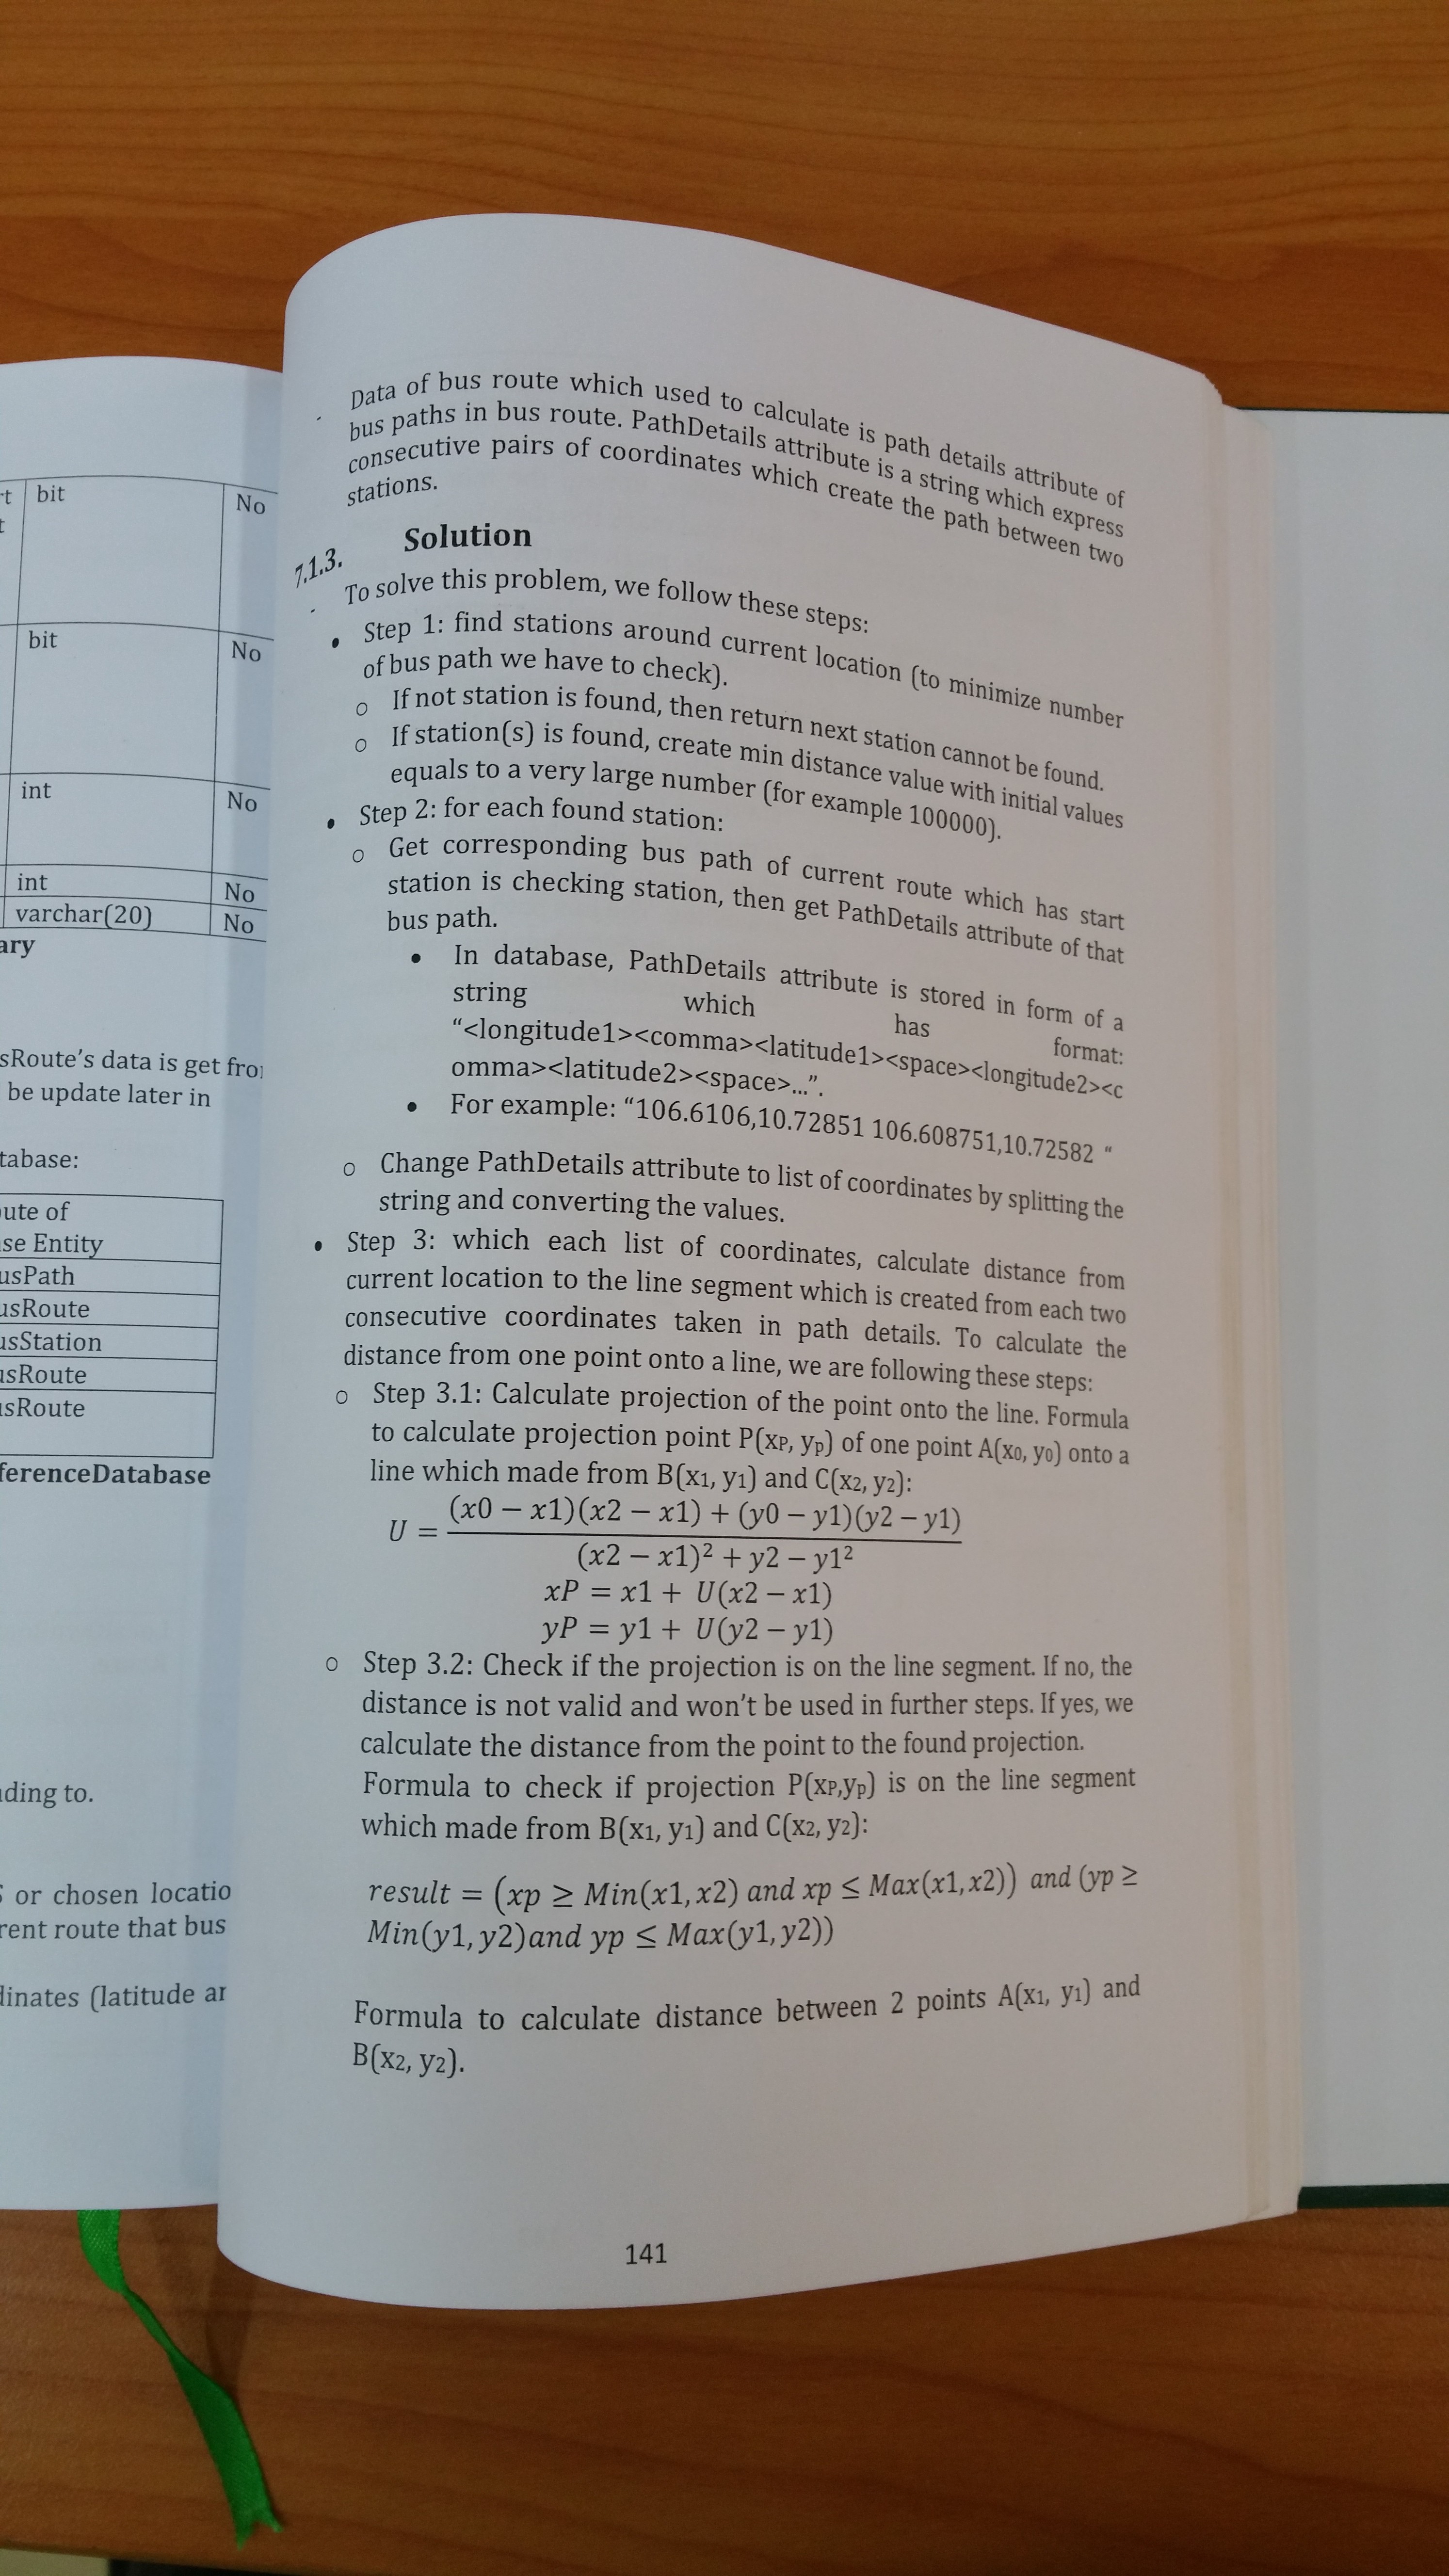 rt bit No
t
bit No
int No
int No
varchar(20) No
ary
sRoute's data is get from
be update later in
tabase:
ute of
se Entity
usPath
usRoute
usStation
usRoute
usRoute
ferenceDatabase
ding to.
S or chosen locatio
rent route that bus
dinates (latitude ar
- Data of bus route which used to calculate is path details attribute of
bus paths in bus route. PathDetails attribute is a string which express
consecutive pairs of coordinates which create the path between two
stations.
7.1.3. Solution
- To solve this problem, we follow these steps:
• Step 1: find stations around current location (to minimize number
of bus path we have to check).
o If not station is found, then return next station cannot be found.
o If station(s) is found, create min distance value with initial values
equals to a very large number (for example 100000).
• Step 2: for each found station:
o Get corresponding bus path of current route which has start
station is checking station, then get PathDetails attribute of that
bus path.
• In database, PathDetails attribute is stored in form of a
string which has format:
“<longitude1><comma><latitude1><space><longitude2><c
omma><latitude2><space>...”.
• For example: “106.6106,10.72851 106.608751,10.72582 “
o Change PathDetails attribute to list of coordinates by splitting the
string and converting the values.
• Step 3: which each list of coordinates, calculate distance from
current location to the line segment which is created from each two
consecutive coordinates taken in path details. To calculate the
distance from one point onto a line, we are following these steps:
o Step 3.1: Calculate projection of the point onto the line. Formula
to calculate projection point P(xP, yp) of one point A(x0, y0) onto a
line which made from B(x1, y1) and C(x2, y2):
(x0 − x1)(x2 − x1) + (y0 − y1)(y2 − y1)
U =
(x2 − x1)² + y2 − y1²
xP = x1 + U(x2 − x1)
yP = y1 + U(y2 − y1)
o Step 3.2: Check if the projection is on the line segment. If no, the
distance is not valid and won't be used in further steps. If yes, we
calculate the distance from the point to the found projection.
Formula to check if projection P(xP,yp) is on the line segment
which made from B(x1, y1) and C(x2, y2):
result = (xp ≥ Min(x1, x2) and xp ≤ Max(x1, x2)) and (yp ≥
Min(y1, y2)and yp ≤ Max(y1, y2))
Formula to calculate distance between 2 points A(x1, y1) and
B(x2, y2).
141